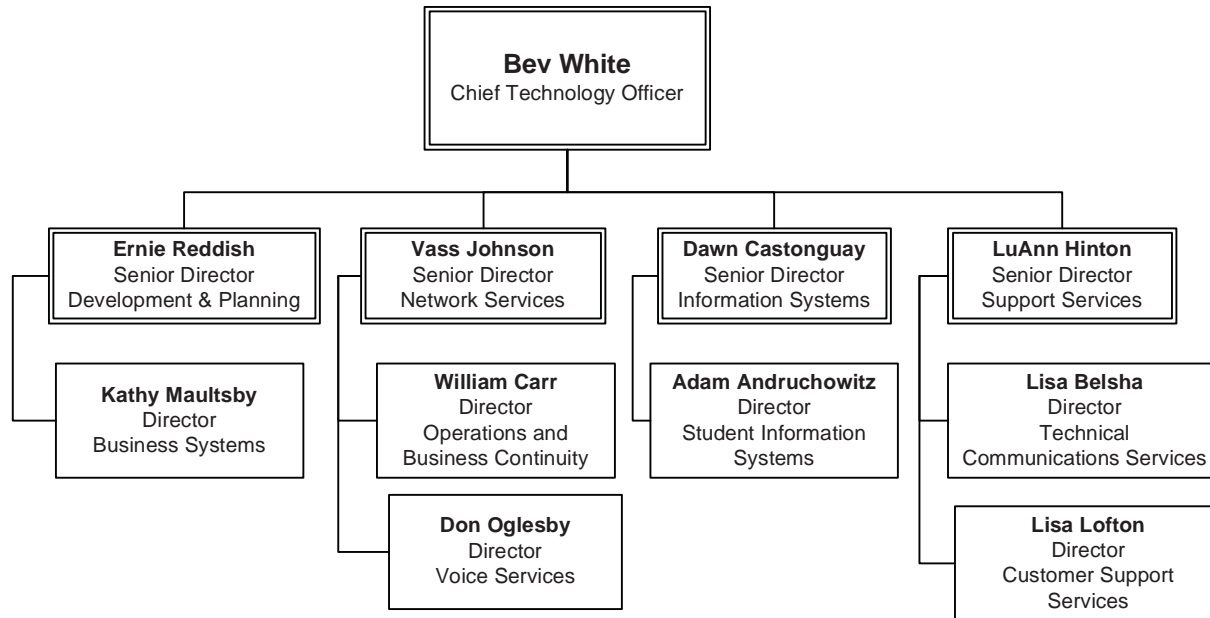 Bev White
Chief Technology Officer
Ernie Reddish
Senior Director
Development & Planning
Vass Johnson
Senior Director
Network Services
Dawn Castonguay
Senior Director
Information Systems
LuAnn Hinton
Senior Director
Support Services
Kathy Maultsby
Director
Business Systems
William Carr
Director
Operations and
Business Continuity
Adam Andruchowitz
Director
Student Information
Systems
Lisa Belsha
Director
Technical
Communications Services
Don Oglesby
Director
Voice Services
Lisa Lofton
Director
Customer Support
Services